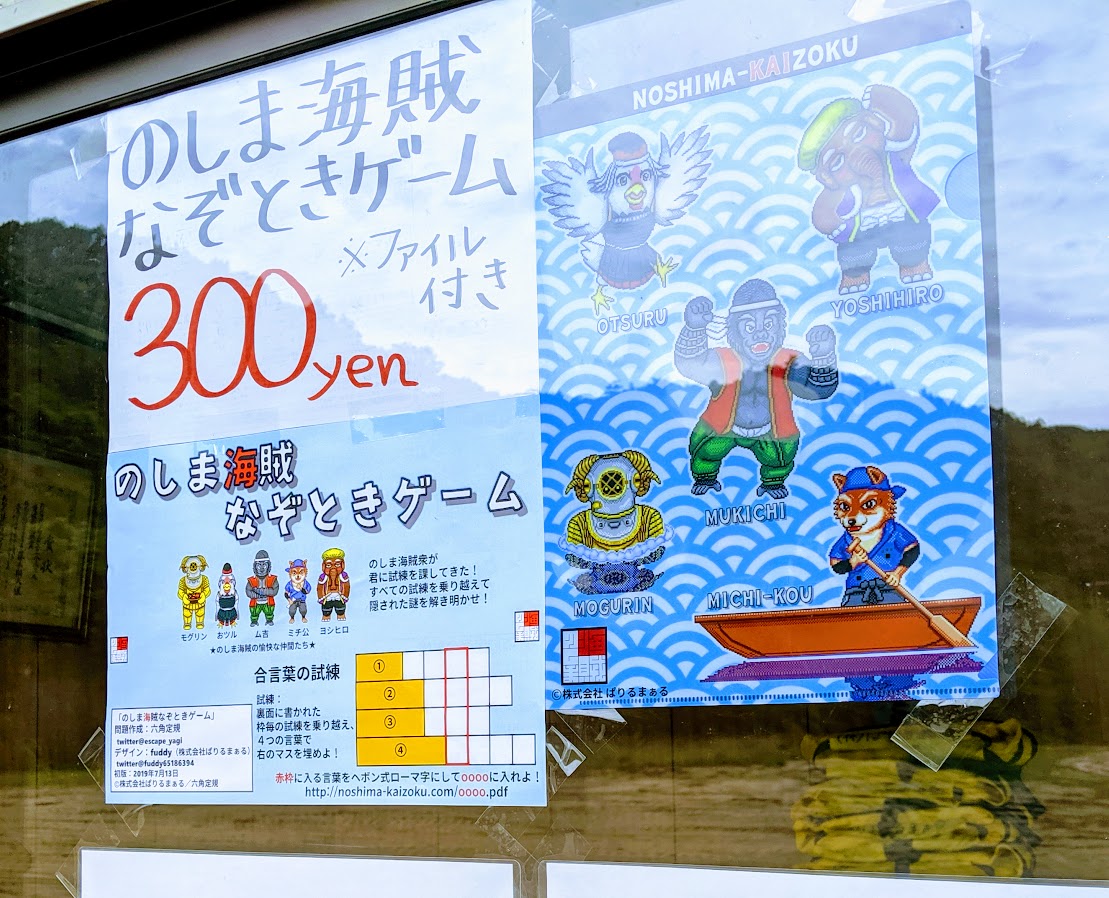 のしま海賊
なぞときゲーム
※ファイル
付き
300yen
のしま海賊
なぞときゲーム
のしま海賊衆が
君に試練を課してきた！
すべての試練を乗り越えて
隠された謎を解き明かせ！
モグリン おツル ム吉 ミチ公 ヨシヒロ
★のしま海賊の愉快な仲間たち★
合言葉の試練
試練：
裏面に書かれた
枠毎の試練を乗り越え、
４つの言葉で
右のマスを埋めよ！
①
②
③
④
赤枠に入る言葉をヘボン式ローマ字にしてooooに入れよ！
http://noshima-kaizoku.com/oooo.pdf
「のしま海賊なぞときゲーム」
問題作成：六角定規
twitter@escape_yagi
デザイン：fuddy（株式会社ぱりるまぁる）
twitter@fuddy65186394
初版：2019年7月13日
©株式会社ぱりるまぁる／六角定規
NOSHIMA-KAIZOKU
OTSURU
YOSHIHIRO
MUKICHI
MOGURIN
MICHI-KOU
©株式会社 ぱりるまぁる